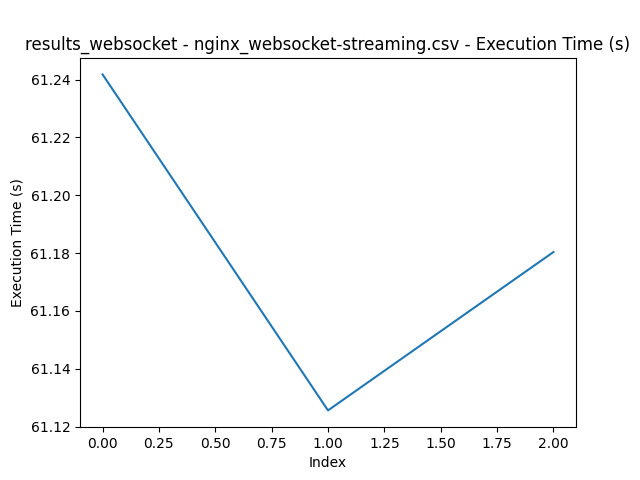 results_websocket - nginx_websocket-streaming.csv - Execution Time (s)
Execution Time (s)
61.24
61.22
61.20
61.18
61.16
61.14
61.12
0.00 0.25 0.50 0.75 1.00 1.25 1.50 1.75 2.00
Index